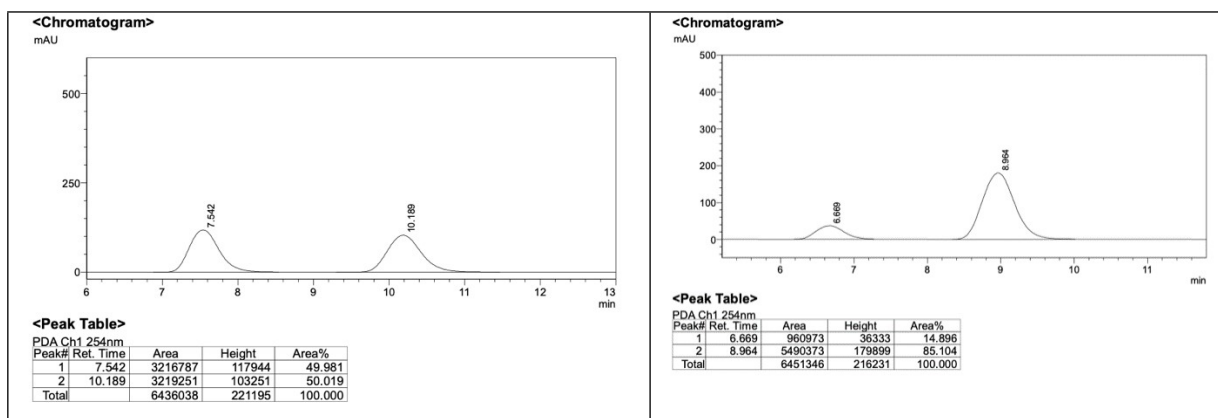 <Chromatogram>
mAU
500
250
0
7.542
10.189
6 7 8 9 10 11 12 13
min
<Peak Table>
PDA Ch1 254nm
Peak# Ret. Time Area Height Area%
1 7.542 3216787 117944 49.981
2 10.189 3219251 103251 50.019
Total 6436038 221195 100.000
<Chromatogram>
mAU
500
400
300
200
100
0
6.669
8.964
6 7 8 9 10 11
min
<Peak Table>
PDA Ch1 254nm
Peak# Ret. Time Area Height Area%
1 6.669 960973 36333 14.896
2 8.964 5490373 179899 85.104
Total 6451346 216231 100.000